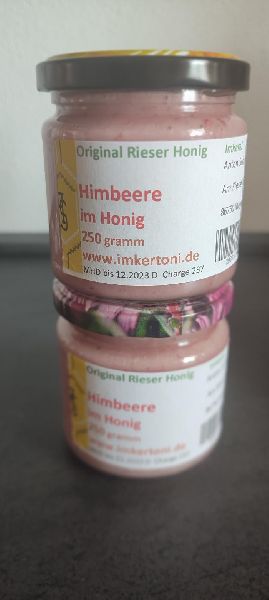 Original Rieser Honig
Himbeere
im Honig
250 gramm
www.imkertoni.de
MHD bis 12.2023 D Charge 237
Original Rieser Honig
Himbeere
im Honig
250 gramm
www.imkertoni.de